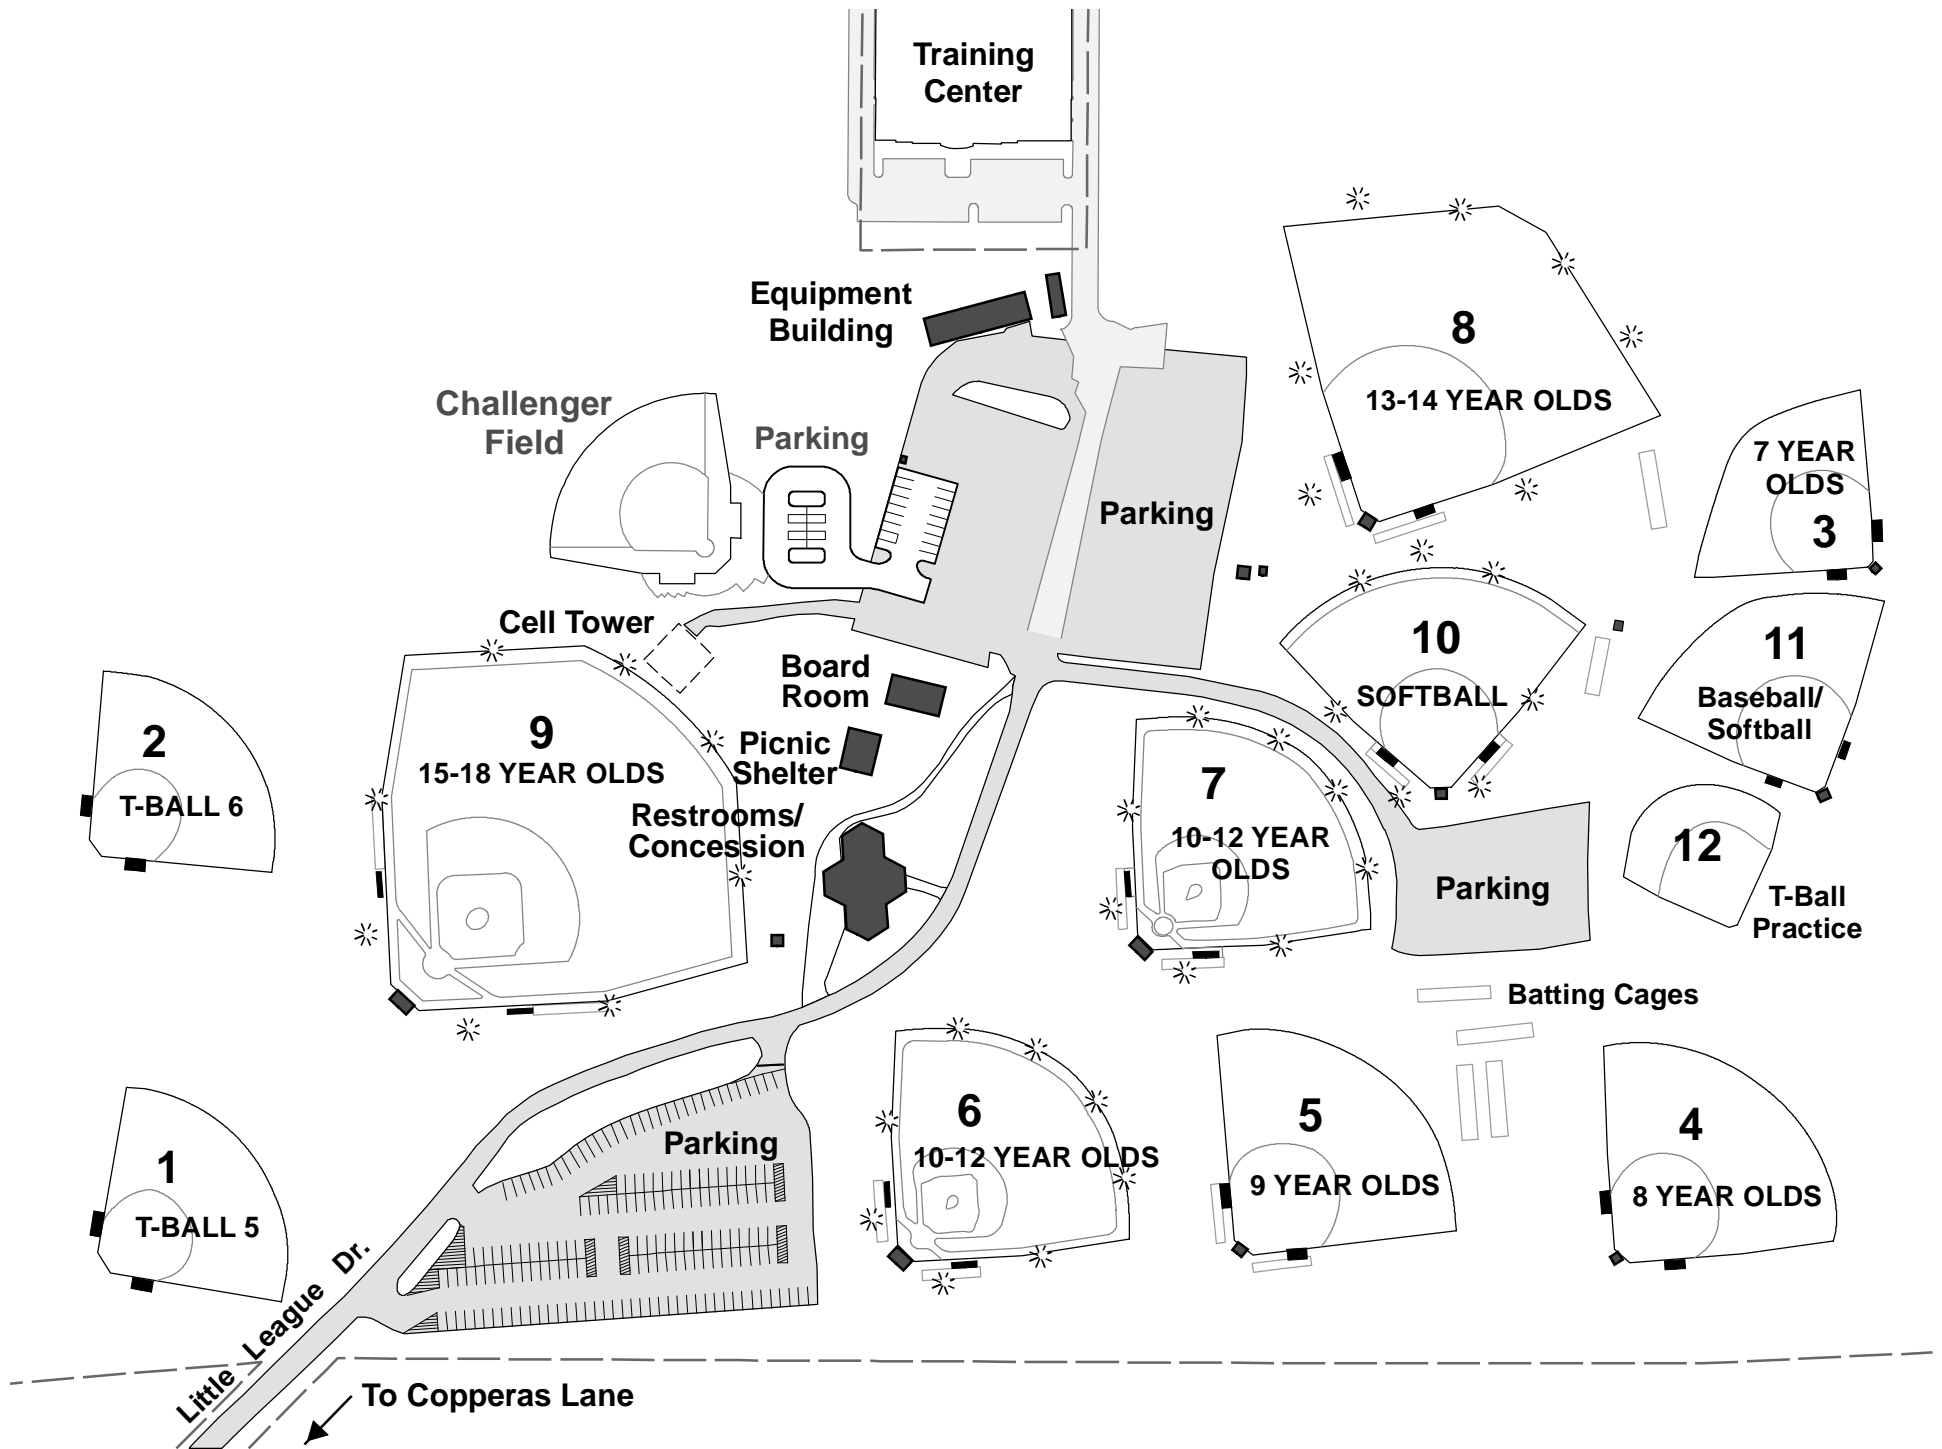 Training
Center
Equipment
Building
8
13-14 YEAR OLDS
Challenger
Field
Parking
Parking
7 YEAR
OLDS
3
Cell Tower
Board
Room
10
SOFTBALL
11
Baseball/
Softball
2
T-BALL 6
9
15-18 YEAR OLDS
Picnic
Shelter
Restrooms/
Concession
7
10-12 YEAR
OLDS
12
T-Ball
Practice
Parking
Batting Cages
1
T-BALL 5
Parking
6
10-12 YEAR OLDS
5
9 YEAR OLDS
4
8 YEAR OLDS
Little League Dr.
To Copperas Lane